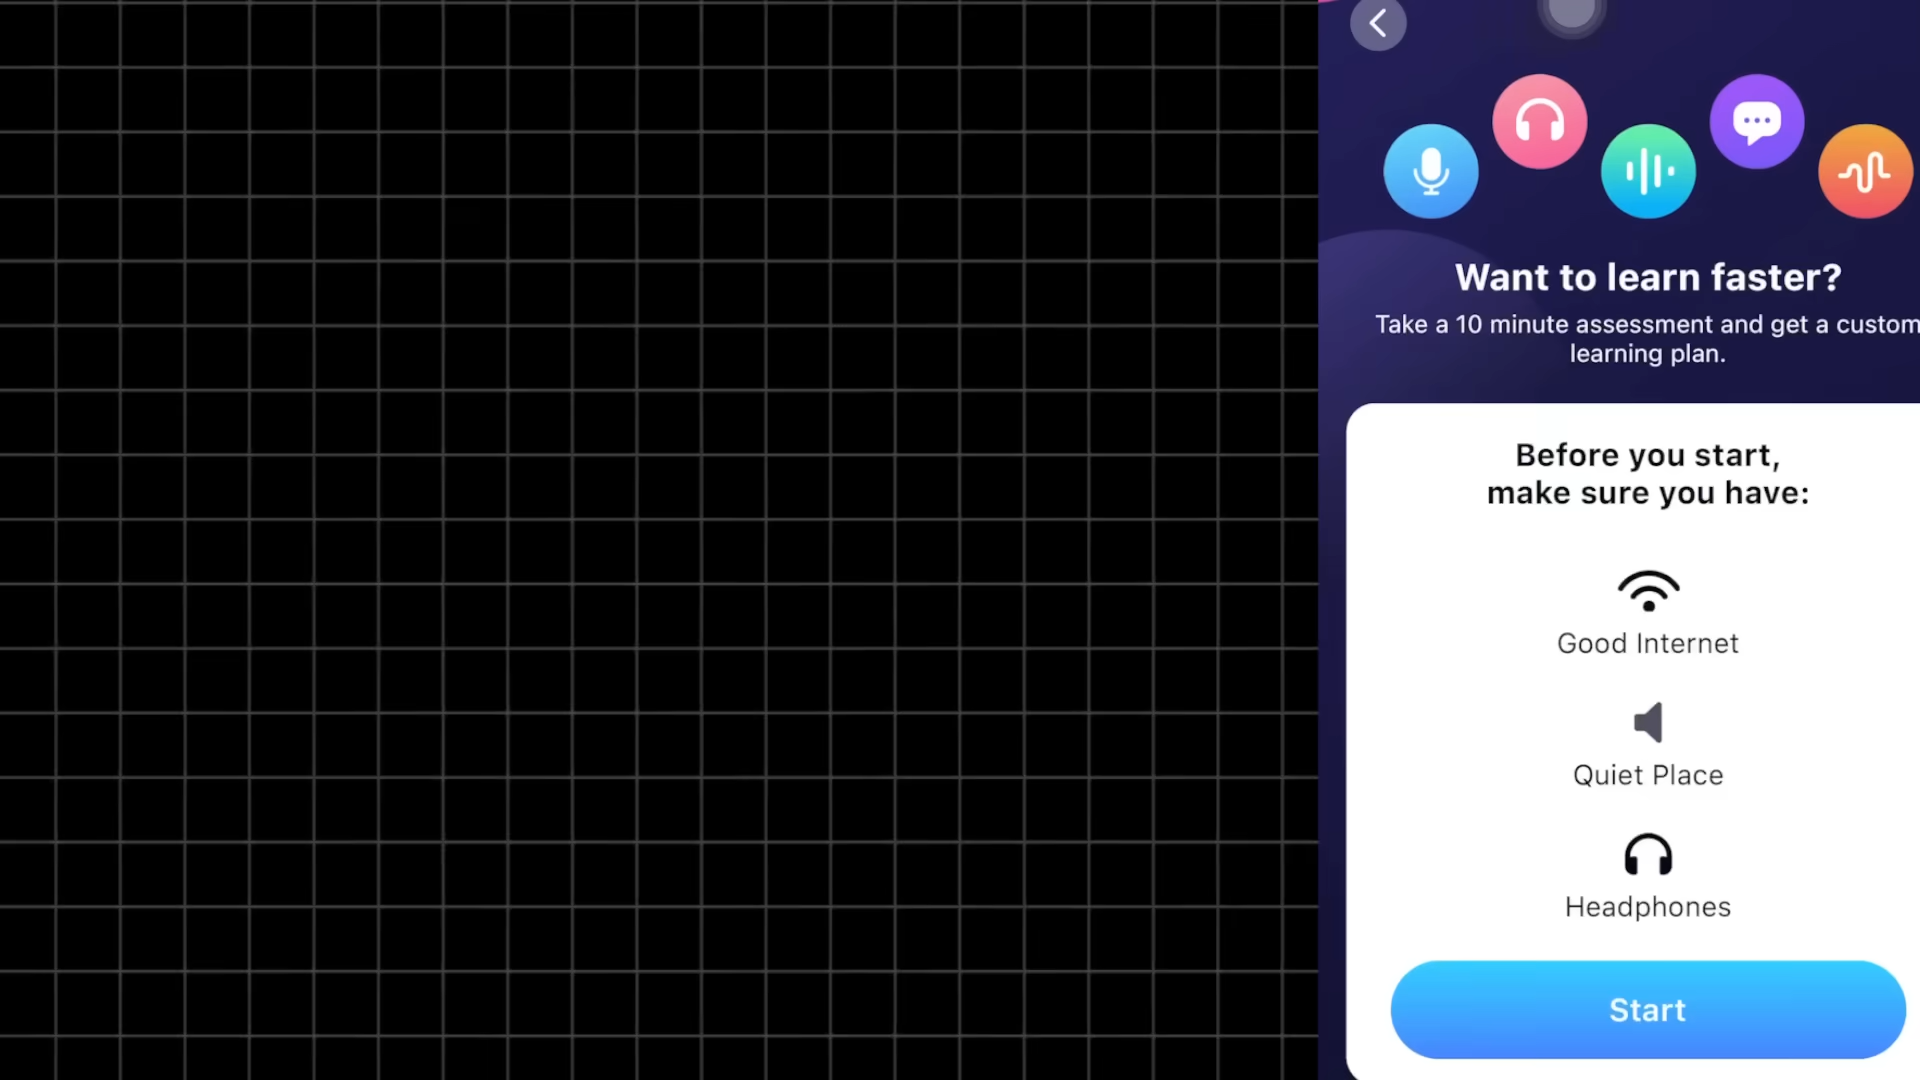 Want to learn faster?
Take a 10 minute assessment and get a custom
learning plan.
Before you start,
make sure you have:
Good Internet
Quiet Place
Headphones
Start